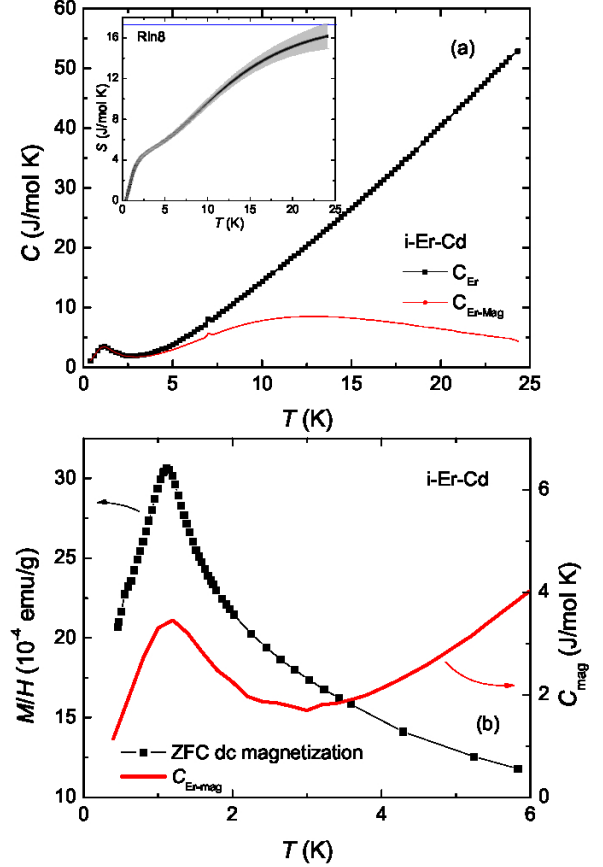 (a)
C (J/mol K)
60
50
40
30
20
10
0
Rln8
S (J/mol K)
16
12
8
4
0
0 5 10 15 20 25
T (K)
i-Er-Cd
C_Er
C_Er-Mag
0 5 10 15 20 25
T (K)
i-Er-Cd
M/H (10⁻⁴ emu/g)
30
25
20
15
10
6
4
2
0
C_mag (J/mol K)
(b)
ZFC dc magnetization
C_Er-mag
0 2 4 6
T (K)